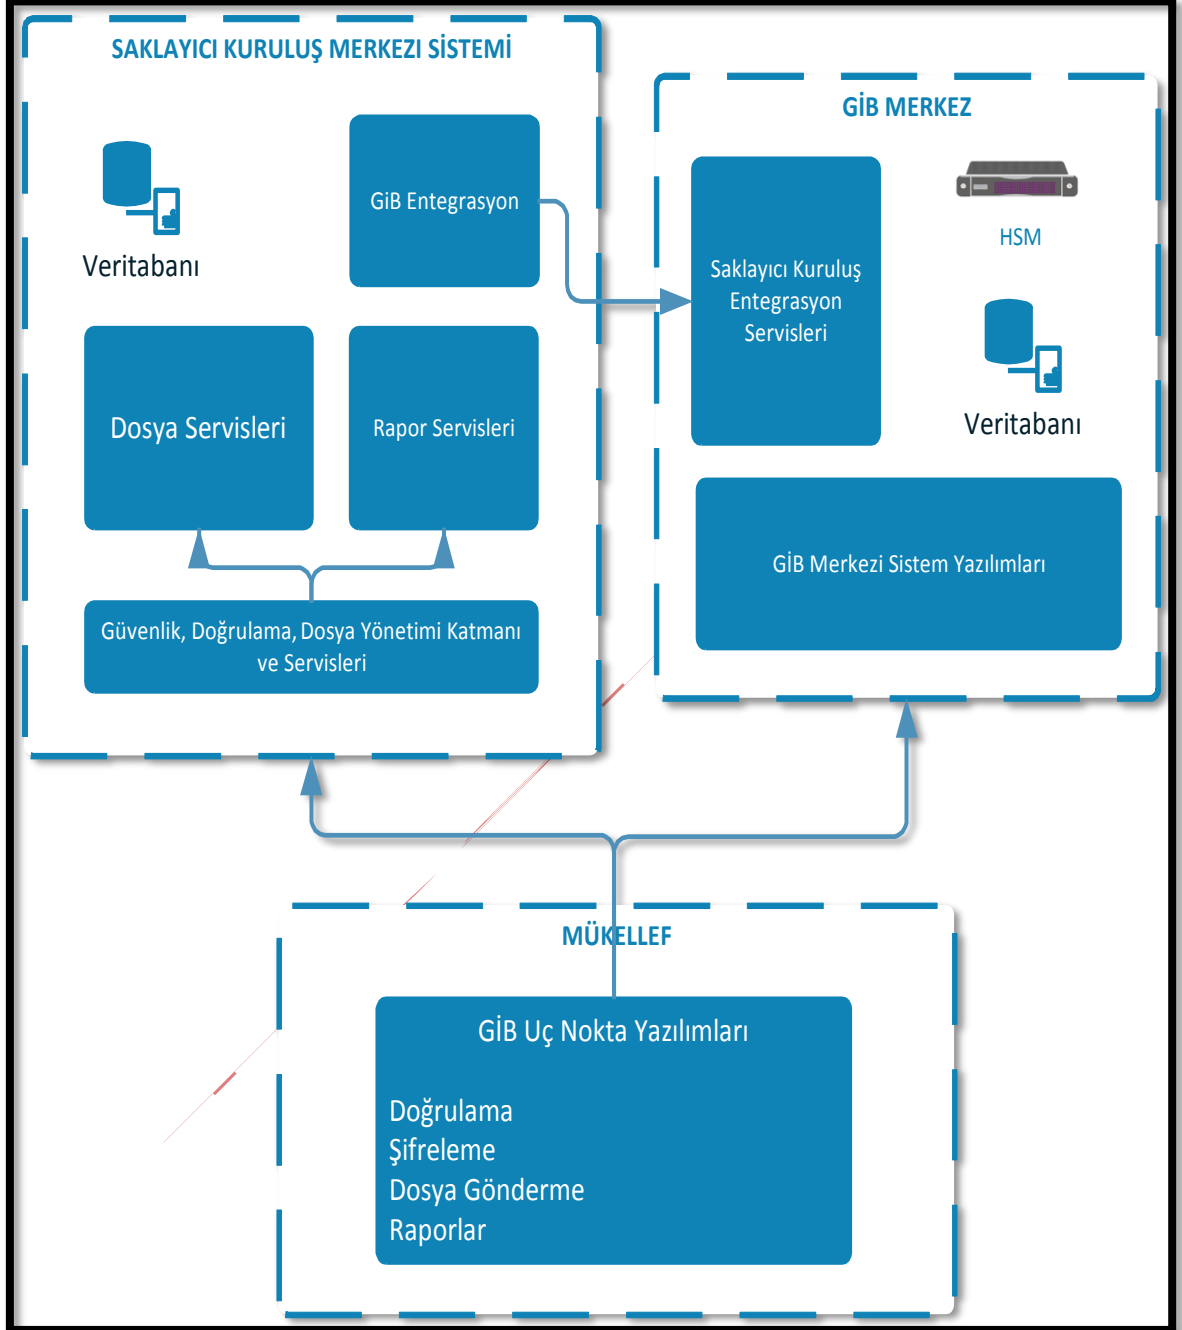 SAKLAYICI KURULUŞ MERKEZI SİSTEMİ
Veritabanı
GiB Entegrasyon
Dosya Servisleri
Rapor Servisleri
Güvenlik, Doğrulama, Dosya Yönetimi Katmanı
ve Servisleri
GİB MERKEZ
Saklayıcı Kuruluş
Entegrasyon
Servisleri
HSM
Veritabanı
GİB Merkezi Sistem Yazılımları
MÜKELLEF
GİB Uç Nokta Yazılımları
Doğrulama
Şifreleme
Dosya Gönderme
Raporlar